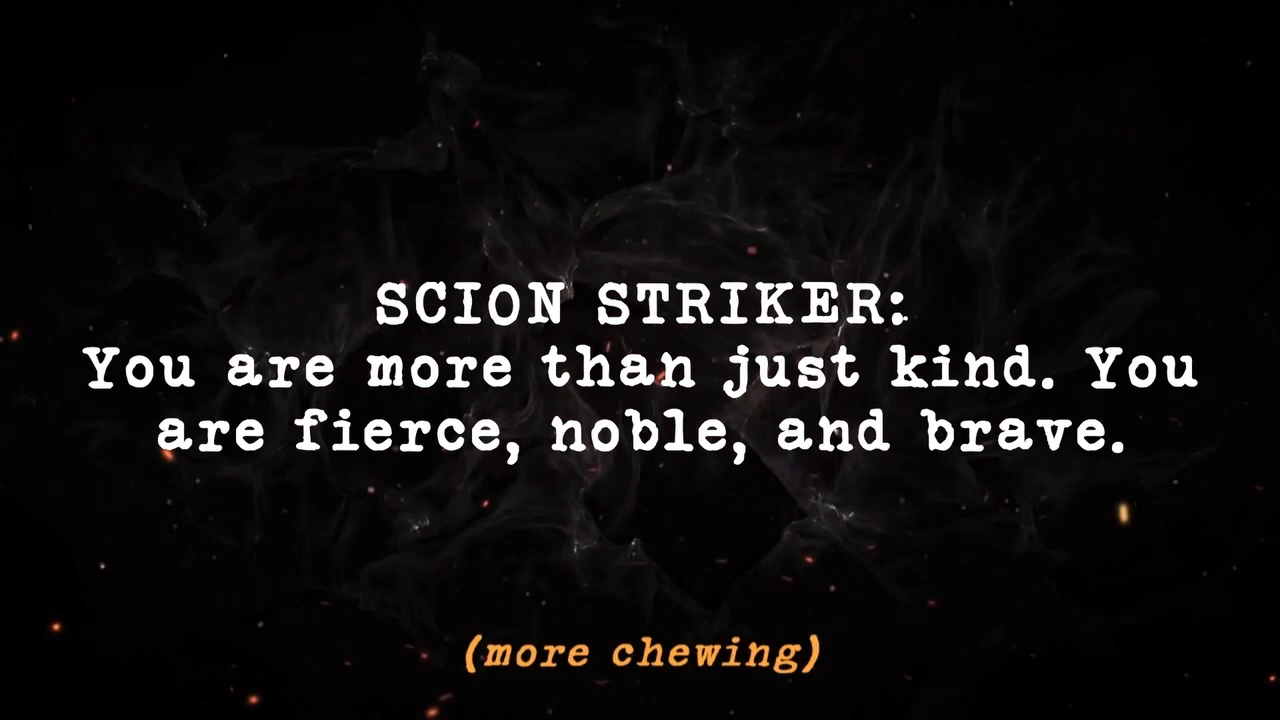 SCION STRIKER:
You are more than just kind. You
are fierce, noble, and brave.
(more chewing)